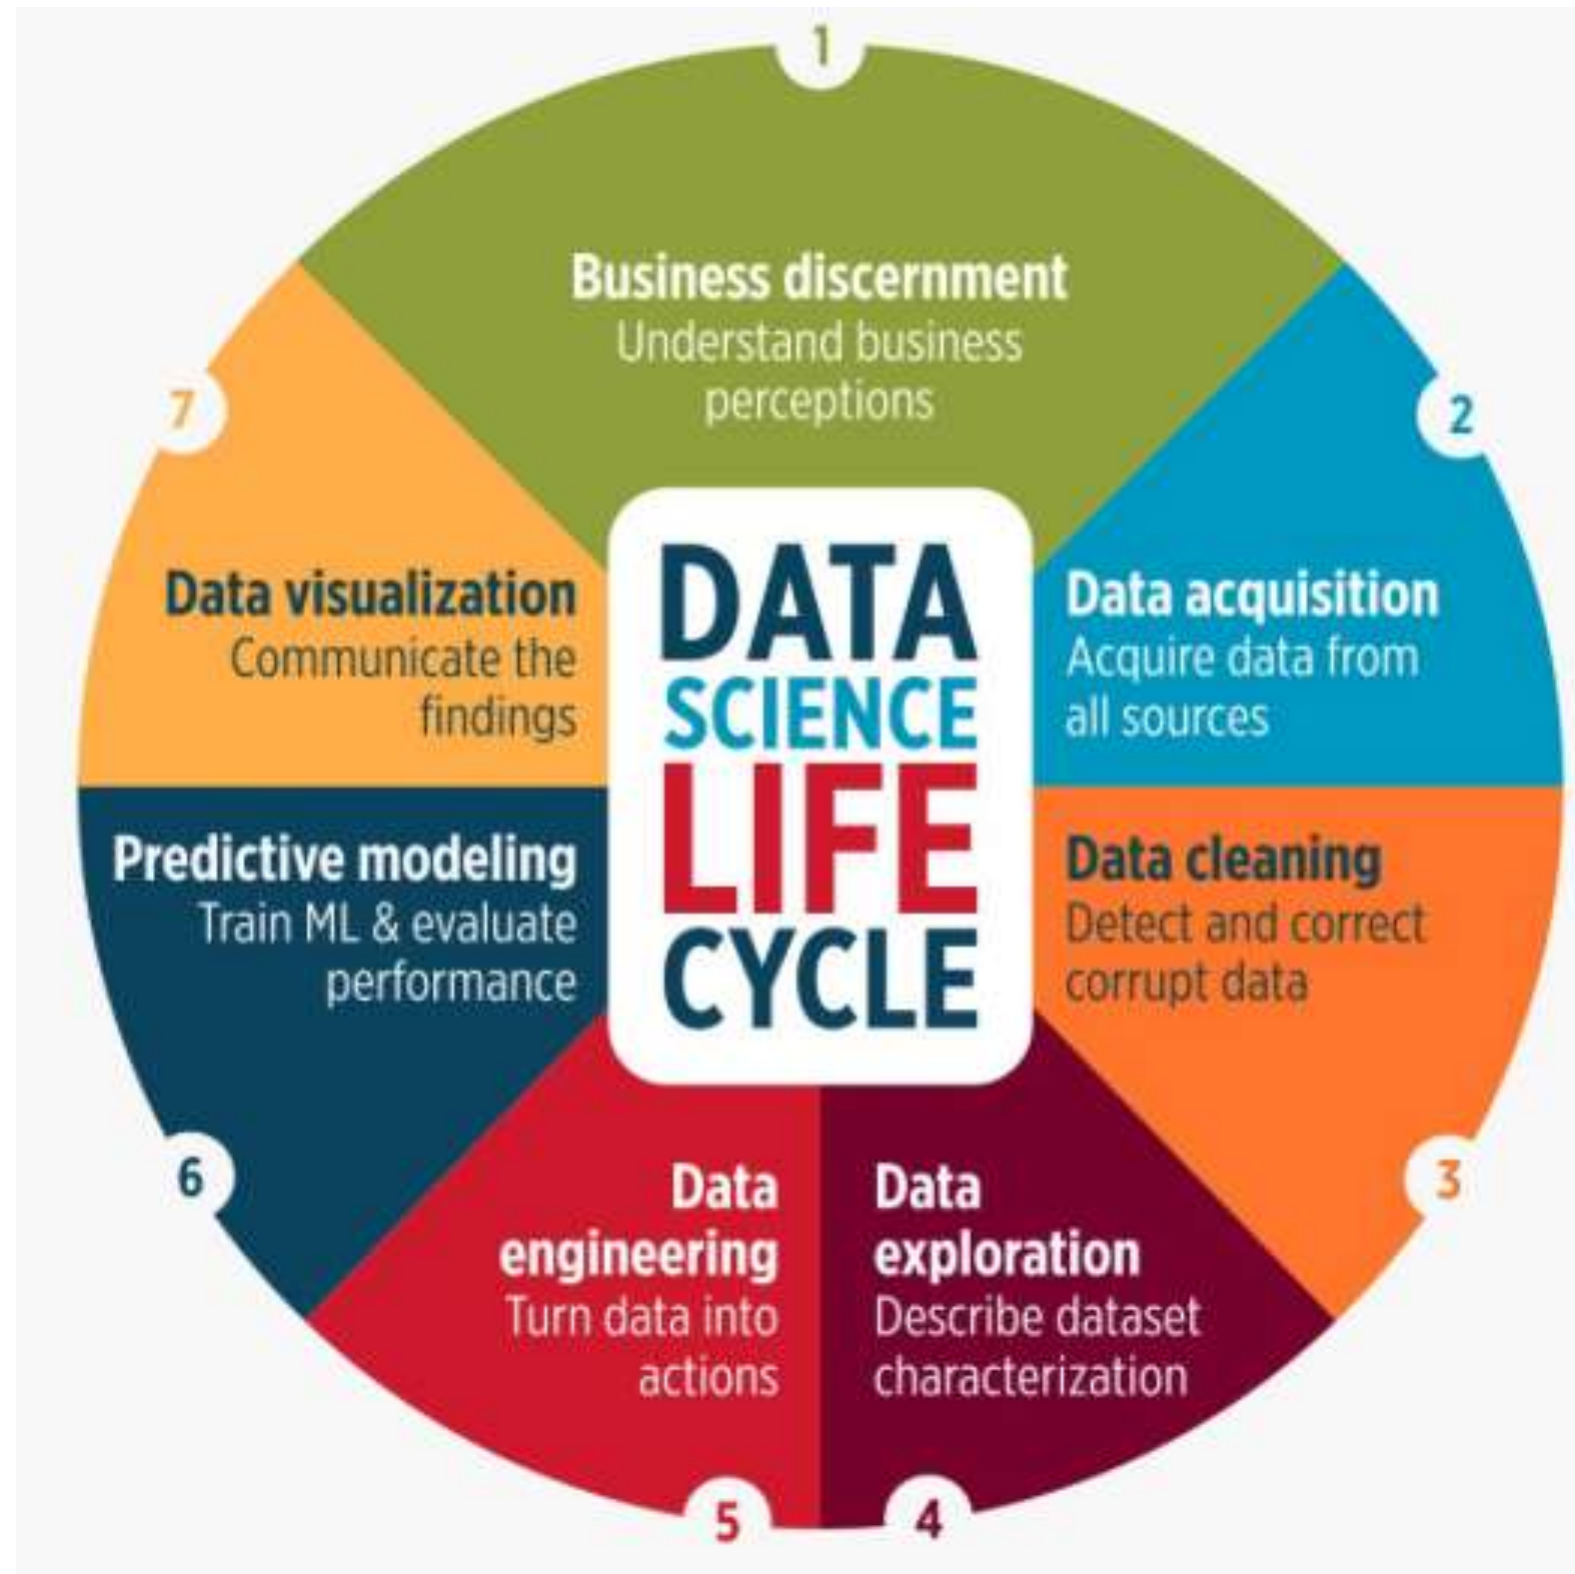 1
Business discernment
Understand business
perceptions
2
Data acquisition
Acquire data from
all sources
3
Data cleaning
Detect and correct
corrupt data
4
Data
exploration
Describe dataset
characterization
5
Data
engineering
Turn data into
actions
6
Predictive modeling
Train ML & evaluate
performance
7
Data visualization
Communicate the
findings
DATA
SCIENCE
LIFE
CYCLE